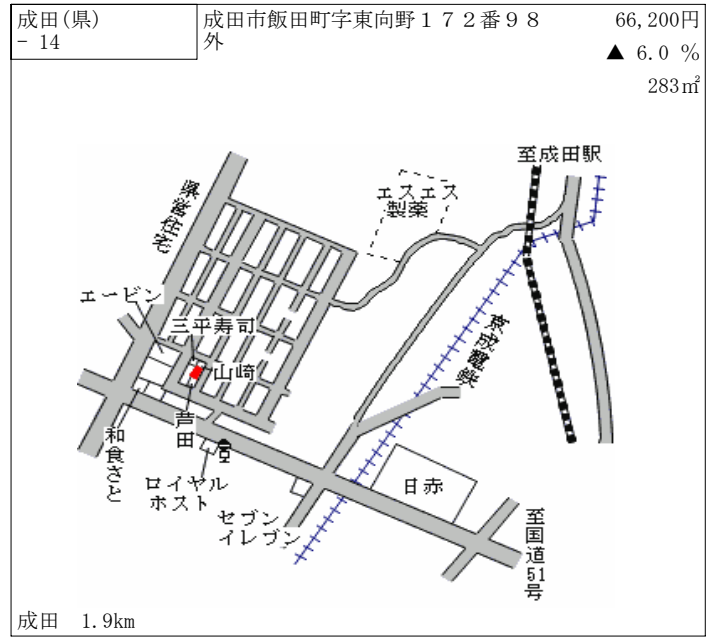 成田(県)
- 14
成田市飯田町字東向野１７２番９８
外
66,200円
▲ 6.0 %
283㎡
至成田駅
エスエス
製薬
県営住宅
エービン
三平寿司
山崎
京成電鉄
芦田
和食さと
ロイヤル
ホスト
日赤
セブン
イレブン
至国道51号
成田 1.9km